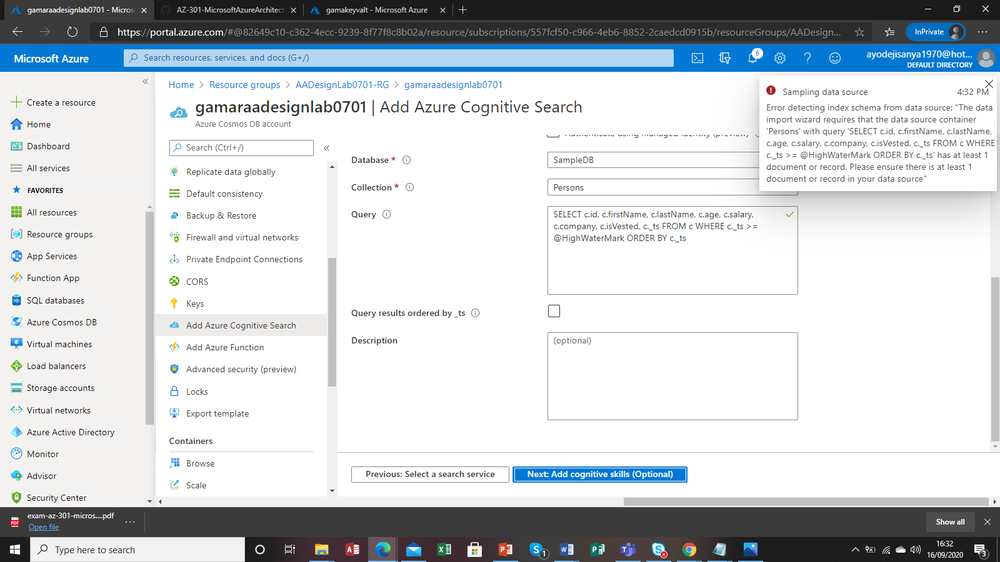 gamaraadesignlab0701 - Micros
AZ-301-MicrosoftAzureArchitect
gamakeyvalt - Microsoft Azure
https://portal.azure.com/#@82649c10-c362-4ecc-9239-8f77f8c8b02a/resource/subscriptions/557fcf50-c966-4eb6-8852-2caedcd0915b/resourceGroups/AADesign...
InPrivate
Microsoft Azure
Search resources, services, and docs (G+/)
6
ayodejisanya1970@hot...
DEFAULT DIRECTORY
Create a resource
Home
Dashboard
All services
FAVORITES
All resources
Resource groups
App Services
Function App
SQL databases
Azure Cosmos DB
Virtual machines
Load balancers
Storage accounts
Virtual networks
Azure Active Directory
Monitor
Advisor
Security Center
Home > Resource groups > AADesignLab0701-RG > gamaraadesignlab0701
gamaraadesignlab0701 | Add Azure Cognitive Search
Azure Cosmos DB account
Search (Ctrl+/)
Replicate data globally
Default consistency
Backup & Restore
Firewall and virtual networks
Private Endpoint Connections
CORS
Keys
Add Azure Cognitive Search
Add Azure Function
Advanced security (preview)
Locks
Export template
Containers
Browse
Scale
Authenticate using managed identity (preview)
Database *
SampleDB
Collection *
Persons
Query
SELECT c.id, c.firstName, c.lastName, c.age, c.salary,
c.company, c.isVested, c._ts FROM c WHERE c._ts >=
@HighWaterMark ORDER BY c._ts
Query results ordered by _ts
Description
(optional)
Previous: Select a search service
Next: Add cognitive skills (Optional)
Sampling data source
4:32 PM
Error detecting index schema from data source: "The data
import wizard requires that the data source container
'Persons' with query 'SELECT c.id, c.firstName, c.lastName,
c.age, c.salary, c.company, c.isVested, c._ts FROM c WHERE
c._ts >= @HighWaterMark ORDER BY c._ts' has at least 1
document or record. Please ensure there is at least 1
document or record in your data source"
exam-az-301-micros....pdf
Open file
Show all
Type here to search
1
16:32
16/09/2020
3